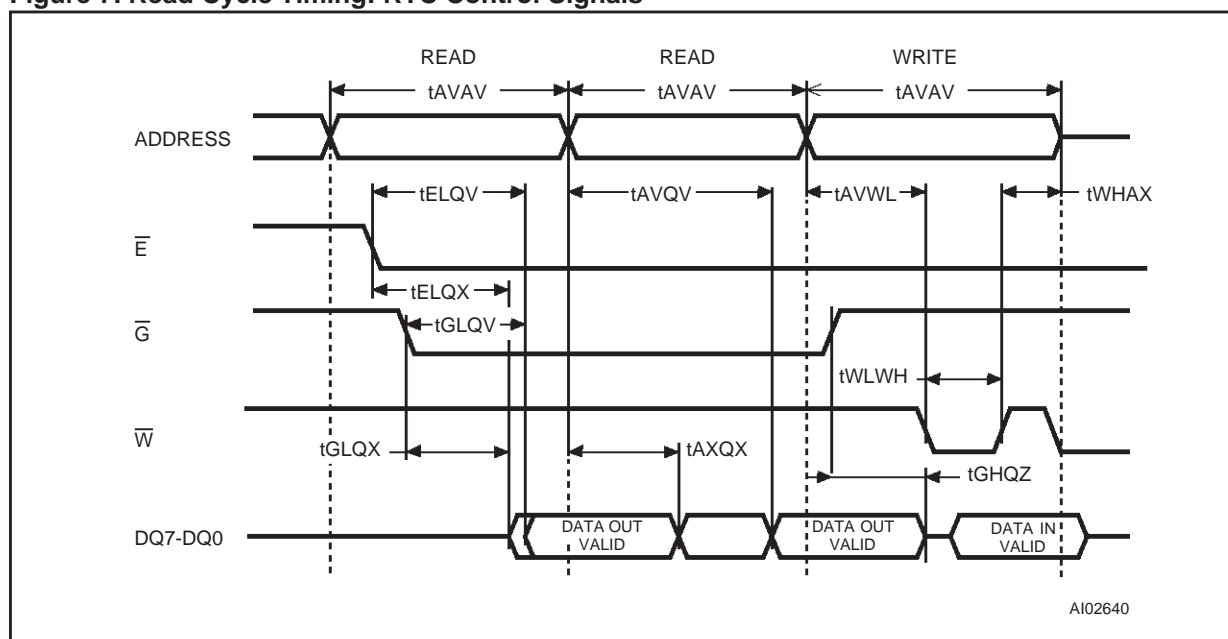 Figure 7. Read Cycle Timing: RTC Control Signals
READ READ WRITE
tAVAV tAVAV tAVAV
ADDRESS
tELQV tAVQV tAVWL tWHAX
E
tELQX
G
tGLQV
tWLWH
W
tGLQX tAXQX
tGHQZ
DQ7-DQ0
DATA OUT
VALID
DATA OUT
VALID
DATA IN
VALID
AI02640